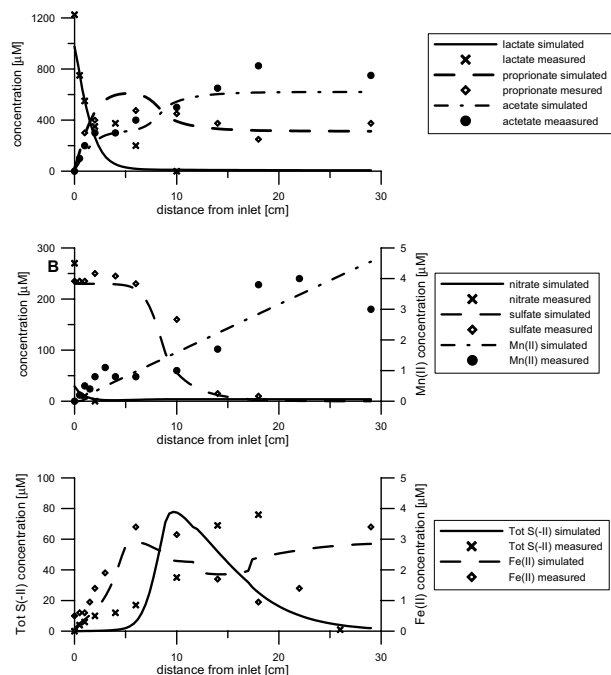 1200
800
400
0
concentration [µM]
0 10 20 30
distance from inlet [cm]
lactate simulated
lactate measured
proprionate simulated
proprionate mesured
acetate simulated
acetate meaasured
B
300
200
100
0
concentration [µM]
5
4
3
2
1
0
Mn(II) concentration [µM]
0 10 20 30
distance from inlet [cm]
nitrate simulated
nitrate measured
sulfate simulated
sulfate measured
Mn(II) simulated
Mn(II) measured
100
80
60
40
20
0
Tot S(-II) concentration [µM]
5
4
3
2
1
0
Fe(II) concentration [µM]
0 10 20 30
distance from inlet [cm]
Tot S(-II) simulated
Tot S(-II) measured
Fe(II) simulated
Fe(II) measured